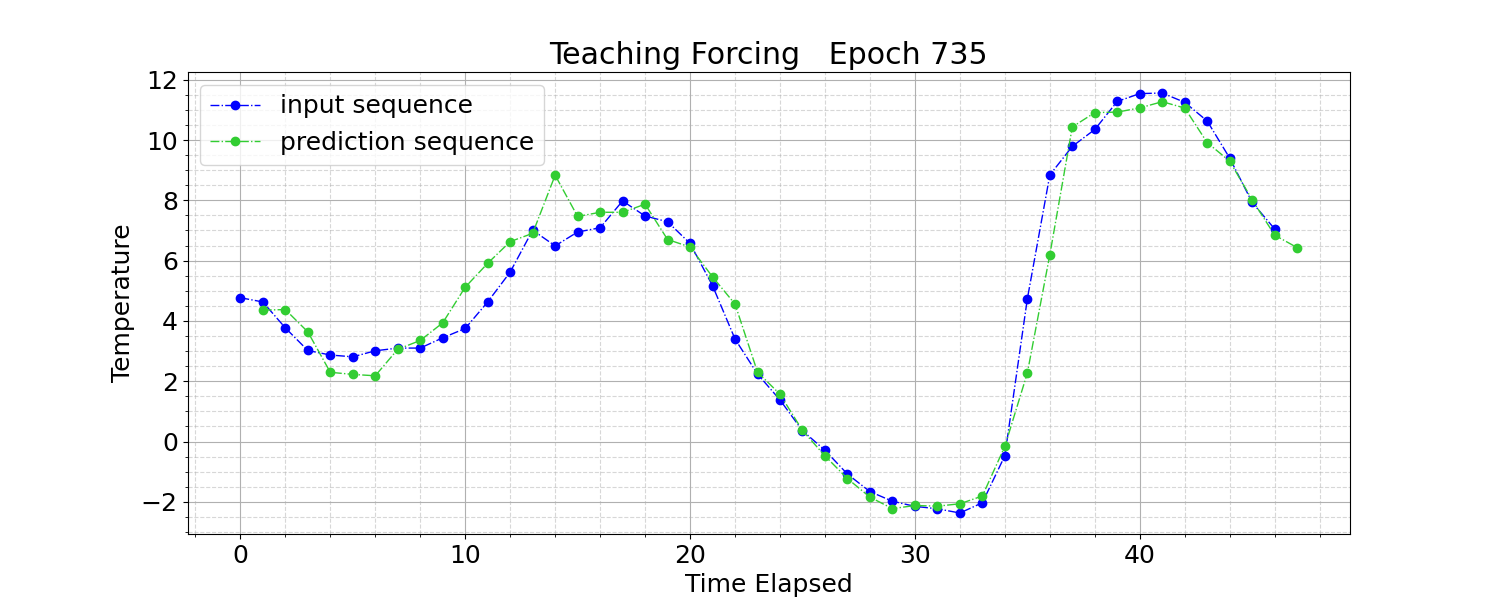 Teaching Forcing   Epoch 735
12
10
8
6
4
2
0
−2
Temperature
input sequence
prediction sequence
0 10 20 30 40
Time Elapsed